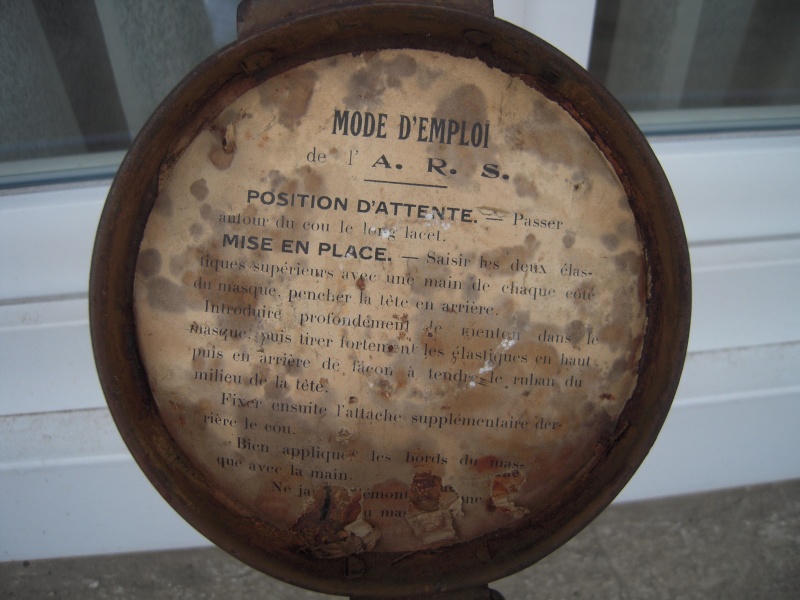 MODE D'EMPLOI
de l' A. R. S.
POSITION D'ATTENTE. — Passer
autour du cou le long lacet.
MISE EN PLACE. — Saisir les deux élas-
tiques supérieurs avec une main de chaque côté
du masque, pencher la tête en arrière.
Introduire profondément le menton dans le
masque, puis tirer fortement les élastiques en haut
puis en arrière de façon à tendre le ruban du
milieu de la tête.
Fixer ensuite l'attache supplémentaire der-
rière le cou.
Bien appliquer les bords du mas-
que avec la main.
Ne